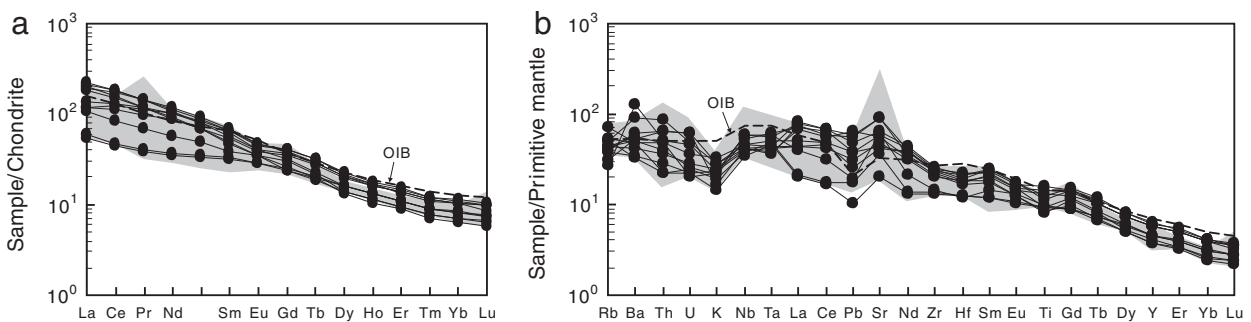 a
10³
10²
10¹
10⁰
Sample/Chondrite
OIB
La Ce Pr Nd Sm Eu Gd Tb Dy Ho Er Tm Yb Lu
b
10³
10²
10¹
10⁰
Sample/Primitive mantle
OIB
Rb Ba Th U K Nb Ta La Ce Pb Sr Nd Zr Hf Sm Eu Ti Gd Tb Dy Y Er Yb Lu